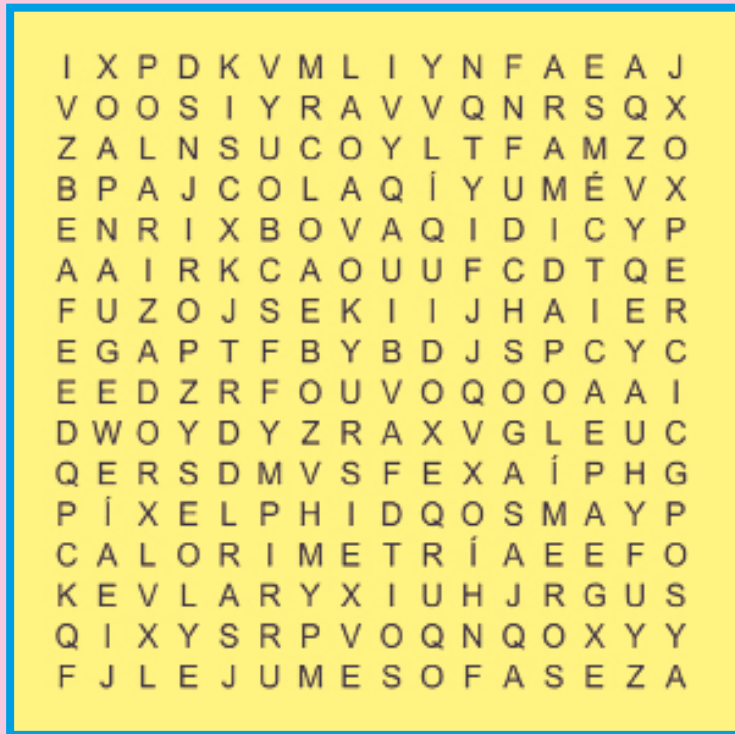 I X P D K V M L I Y N F A E A J
V O O S I Y R A V V Q N R S Q X
Z A L N S U C O Y L T F A M Z O
B P A J C O L A Q Í Y U M É V X
E N R I X B O V A Q I D I C Y P
A A I R K C A O U U F C D T Q E
F U Z O J S E K I I J H A I E R
E G A P T F B Y B D J S P C Y C
E E D Z R F O U V O Q O O A A I
D W O Y D Y Z R A X V G L E U C
Q E R S D M V S F E X A Í P H G
P Í X E L P H I D Q O S M A Y P
C A L O R I M E T R Í A E E F O
K E V L A R Y X I U H J R G U S
Q I X Y S R P V O Q N Q O X Y Y
F J L E J U M E S O F A S E Z A